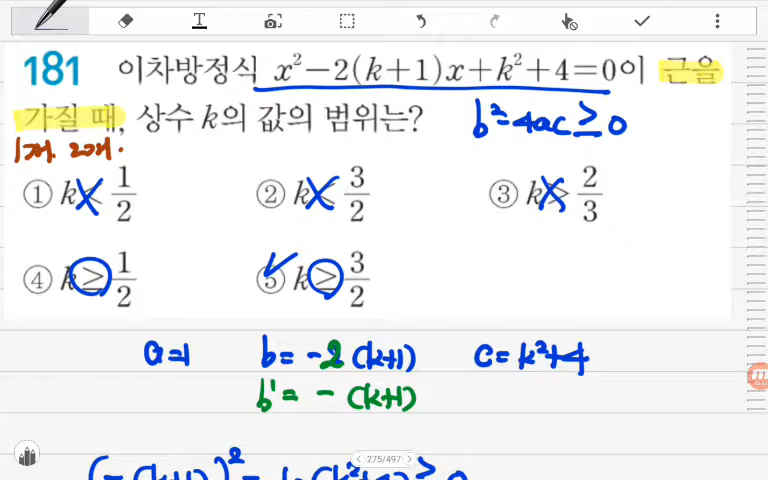 181 이차방정식 x²−2(k+1)x+k²+4=0이 근을
가질 때, 상수 k의 값의 범위는? b²-4ac≥0
1개. 2개.
① k< 1/2 ② k< 3/2 ③ k> 2/3
④ k≥ 1/2 ⑤ k≥ 3/2
a=1 b=-2(k+1) c=k²+4
b'= -(k+1)
275/497